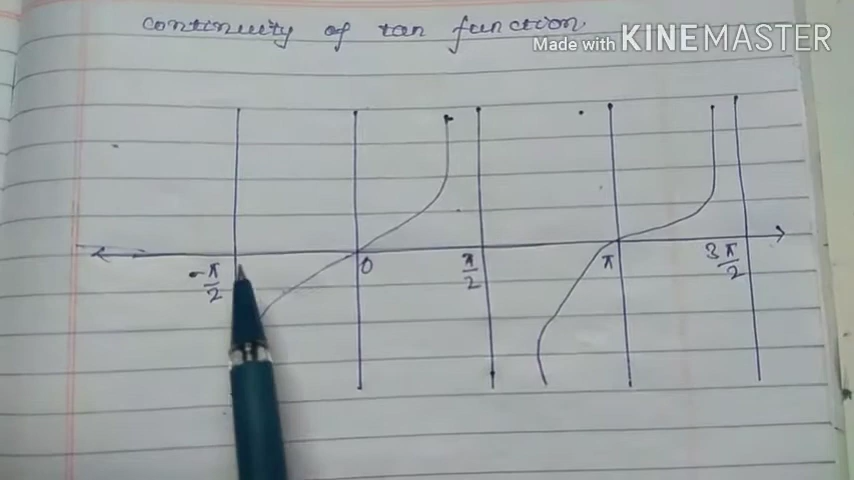 continuity of tan function
Made with KINEMASTER
-π/2 0 π/2 π 3π/2